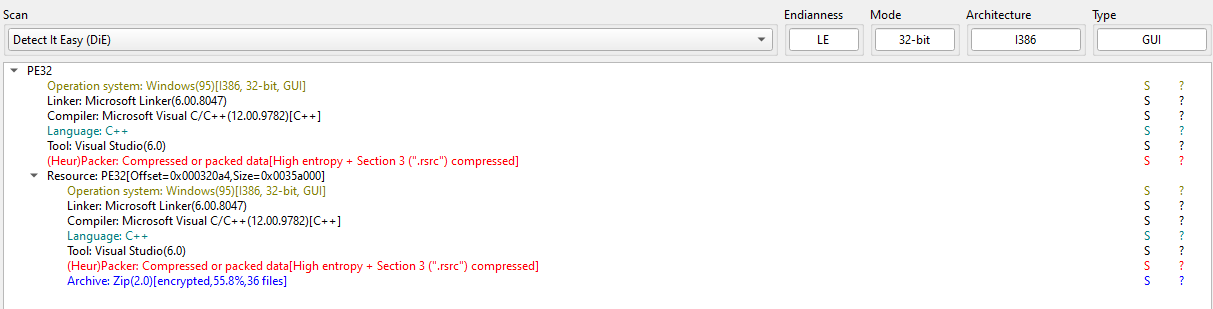 Scan Endianness Mode Architecture Type
Detect It Easy (DiE) LE 32-bit I386 GUI
PE32
Operation system: Windows(95)[I386, 32-bit, GUI] S ?
Linker: Microsoft Linker(6.00.8047) S ?
Compiler: Microsoft Visual C/C++(12.00.9782)[C++] S ?
Language: C++ S ?
Tool: Visual Studio(6.0) S ?
(Heur)Packer: Compressed or packed data[High entropy + Section 3 (".rsrc") compressed] S ?
Resource: PE32[Offset=0x000320a4,Size=0x0035a000]
Operation system: Windows(95)[I386, 32-bit, GUI] S ?
Linker: Microsoft Linker(6.00.8047) S ?
Compiler: Microsoft Visual C/C++(12.00.9782)[C++] S ?
Language: C++ S ?
Tool: Visual Studio(6.0) S ?
(Heur)Packer: Compressed or packed data[High entropy + Section 3 (".rsrc") compressed] S ?
Archive: Zip(2.0)[encrypted,55.8%,36 files] S ?